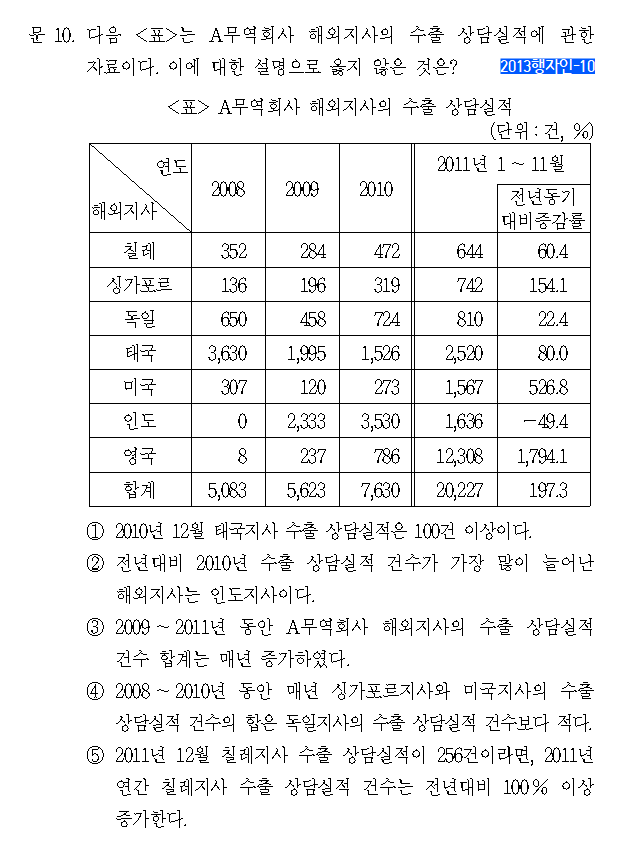 문 10. 다음 <표>는 A무역회사 해외지사의 수출 상담실적에 관한
자료이다. 이에 대한 설명으로 옳지 않은 것은? 2013행자인-10
<표> A무역회사 해외지사의 수출 상담실적
(단위 : 건, %)
연도 2008 2009 2010 2011년 1 ~ 11월
해외지사 전년동기
대비증감률
칠레 352 284 472 644 60.4
싱가포르 136 196 319 742 154.1
독일 650 458 724 810 22.4
태국 3,630 1,995 1,526 2,520 80.0
미국 307 120 273 1,567 526.8
인도 0 2,333 3,530 1,636 -49.4
영국 8 237 786 12,308 1,794.1
합계 5,083 5,623 7,630 20,227 197.3
① 2010년 12월 태국지사 수출 상담실적은 100건 이상이다.
② 전년대비 2010년 수출 상담실적 건수가 가장 많이 늘어난
해외지사는 인도지사이다.
③ 2009 ~ 2011년 동안 A무역회사 해외지사의 수출 상담실적
건수 합계는 매년 증가하였다.
④ 2008 ~ 2010년 동안 매년 싱가포르지사와 미국지사의 수출
상담실적 건수의 합은 독일지사의 수출 상담실적 건수보다 적다.
⑤ 2011년 12월 칠레지사 수출 상담실적이 256건이라면, 2011년
연간 칠레지사 수출 상담실적 건수는 전년대비 100% 이상
증가한다.